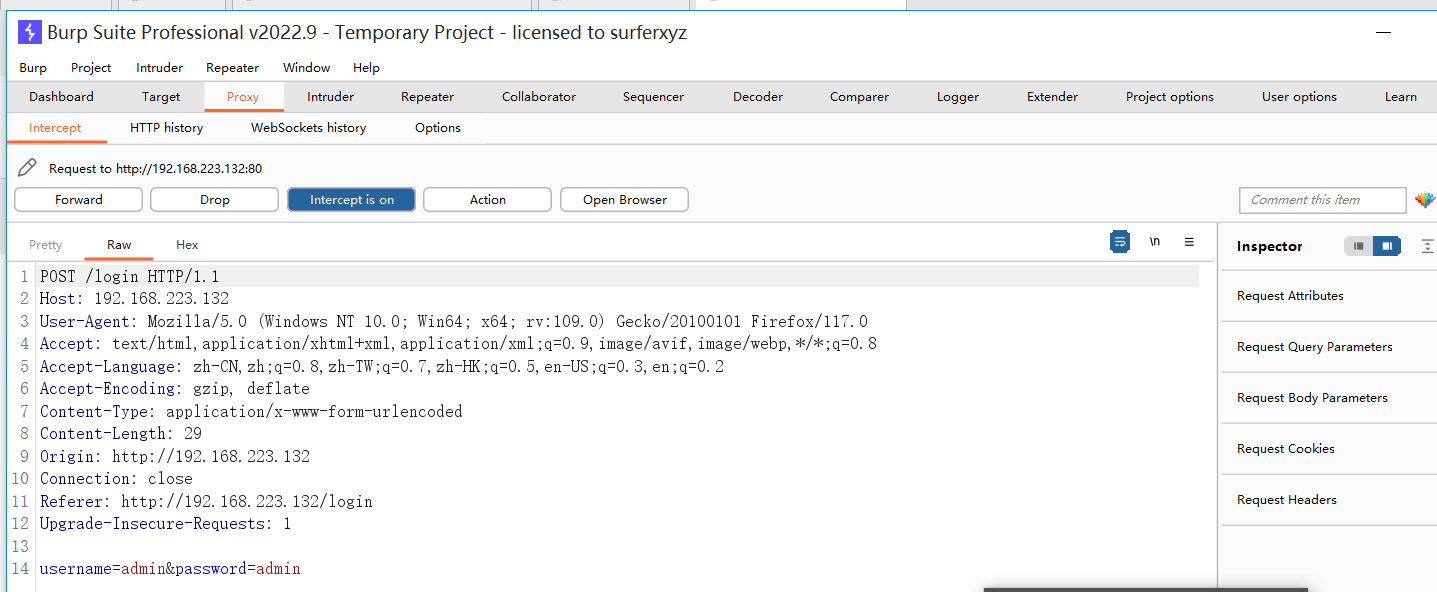 Burp Suite Professional v2022.9 - Temporary Project - licensed to surferxyz
Burp Project Intruder Repeater Window Help
Dashboard Target Proxy Intruder Repeater Collaborator Sequencer Decoder Comparer Logger Extender Project options User options Learn
Intercept HTTP history WebSockets history Options
Request to http://192.168.223.132:80
Forward Drop Intercept is on Action Open Browser Comment this item
Pretty Raw Hex \n Inspector
1 POST /login HTTP/1.1
2 Host: 192.168.223.132
3 User-Agent: Mozilla/5.0 (Windows NT 10.0; Win64; x64; rv:109.0) Gecko/20100101 Firefox/117.0
4 Accept: text/html,application/xhtml+xml,application/xml;q=0.9,image/avif,image/webp,*/*;q=0.8
5 Accept-Language: zh-CN,zh;q=0.8,zh-TW;q=0.7,zh-HK;q=0.5,en-US;q=0.3,en;q=0.2
6 Accept-Encoding: gzip, deflate
7 Content-Type: application/x-www-form-urlencoded
8 Content-Length: 29
9 Origin: http://192.168.223.132
10 Connection: close
11 Referer: http://192.168.223.132/login
12 Upgrade-Insecure-Requests: 1
13
14 username=admin&password=admin
Request Attributes
Request Query Parameters
Request Body Parameters
Request Cookies
Request Headers